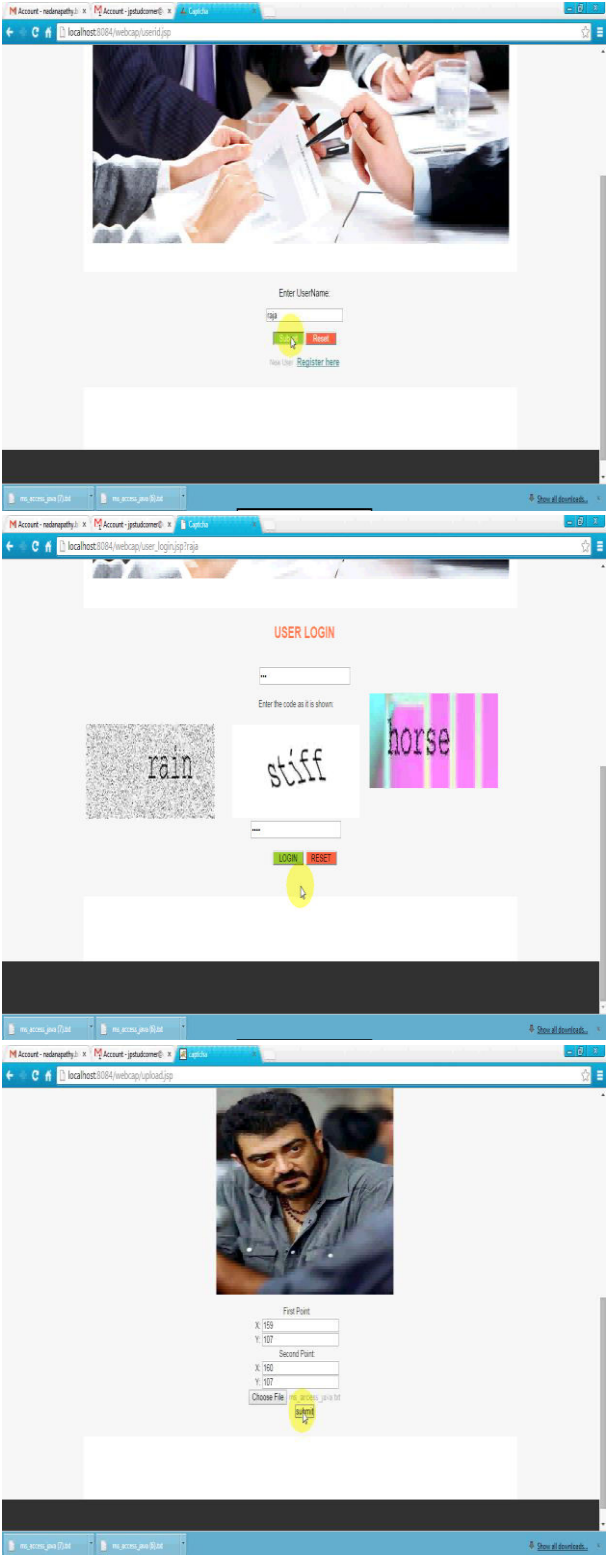 Account - nadanapathy.b x Account - jpstudcorner@ x Captcha
localhost:8084/webcap/userid.jsp
Enter UserName:
raja
Submit Reset
New User Register here
ms_access_java (7).txt ms_access_java (6).txt Show all downloads...
Account - nadanapathy.b x Account - jpstudcorner@ x Captcha
localhost:8084/webcap/user_login.jsp?raja
USER LOGIN
Enter the code as it is shown:
rain stiff horse
LOGIN RESET
ms_access_java (7).txt ms_access_java (6).txt Show all downloads...
Account - nadanapathy.b x Account - jpstudcorner@ x captcha
localhost:8084/webcap/upload.jsp
First Point:
X: 159
Y: 107
Second Point:
X: 160
Y: 107
Choose File ms_access_java.txt
submit
ms_access_java (7).txt ms_access_java (6).txt Show all downloads...